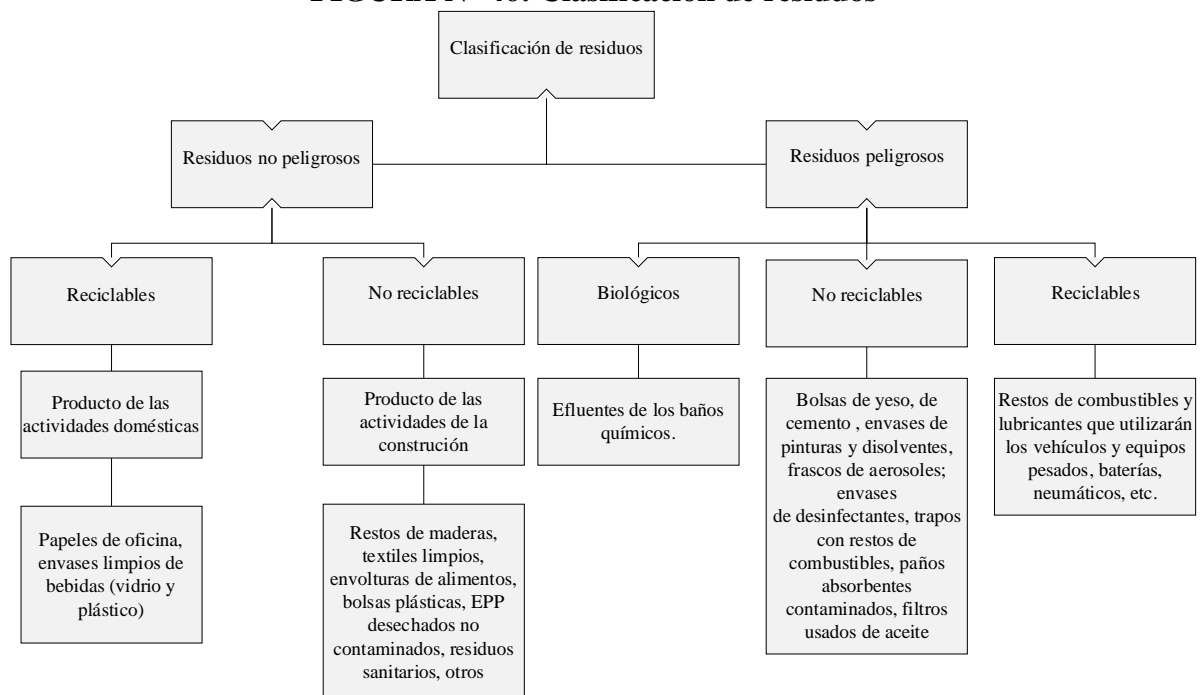 FIGURA N° 46: Clasificación de residuos
Clasificación de residuos
Residuos no peligrosos
Residuos peligrosos
Reciclables
No reciclables
Biológicos
No reciclables
Reciclables
Producto de las
actividades domésticas
Producto de las
actividades de la
construción
Efluentes de los baños
químicos.
Bolsas de yeso, de
cemento , envases de
pinturas y disolventes,
frascos de aerosoles;
envases
de desinfectantes, trapos
con restos de
combustibles, paños
absorbentes
contaminados, filtros
usados de aceite
Restos de combustibles y
lubricantes que utilizarán
los vehículos y equipos
pesados, baterías,
neumáticos, etc.
Papeles de oficina,
envases limpios de
bebidas (vidrio y
plástico)
Restos de maderas,
textiles limpios,
envolturas de alimentos,
bolsas plásticas, EPP
desechados no
contaminados, residuos
sanitarios, otros